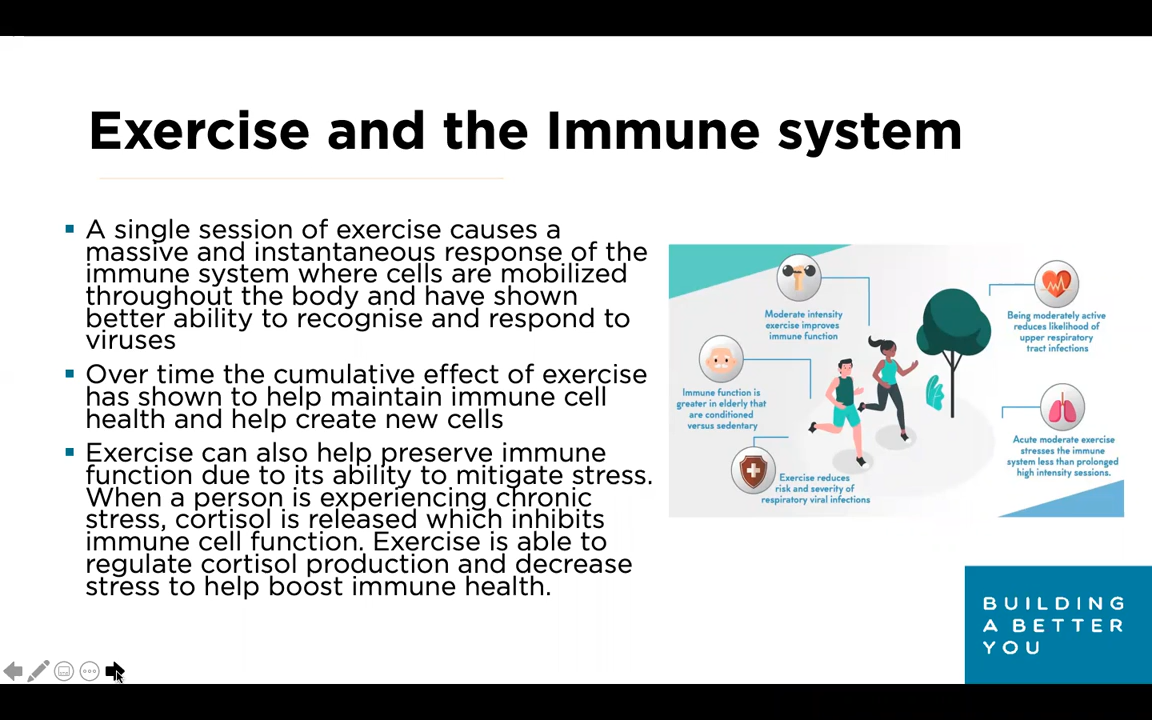 Exercise and the Immune system
A single session of exercise causes a
massive and instantaneous response of the
immune system where cells are mobilized
throughout the body and have shown
better ability to recognise and respond to
viruses
Over time the cumulative effect of exercise
has shown to help maintain immune cell
health and help create new cells
Exercise can also help preserve immune
function due to its ability to mitigate stress.
When a person is experiencing chronic
stress, cortisol is released which inhibits
immune cell function. Exercise is able to
regulate cortisol production and decrease
stress to help boost immune health.
Moderate intensity
exercise improves
immune function
Being moderately active
reduces likelihood of
upper respiratory
tract infections
Immune function is
greater in elderly that
are conditioned
versus sedentary
Acute moderate exercise
stresses the immune
system less than prolonged
high intensity sessions.
Exercise reduces
risk and severity of
respiratory viral infections
BUILDING
A BETTER
YOU